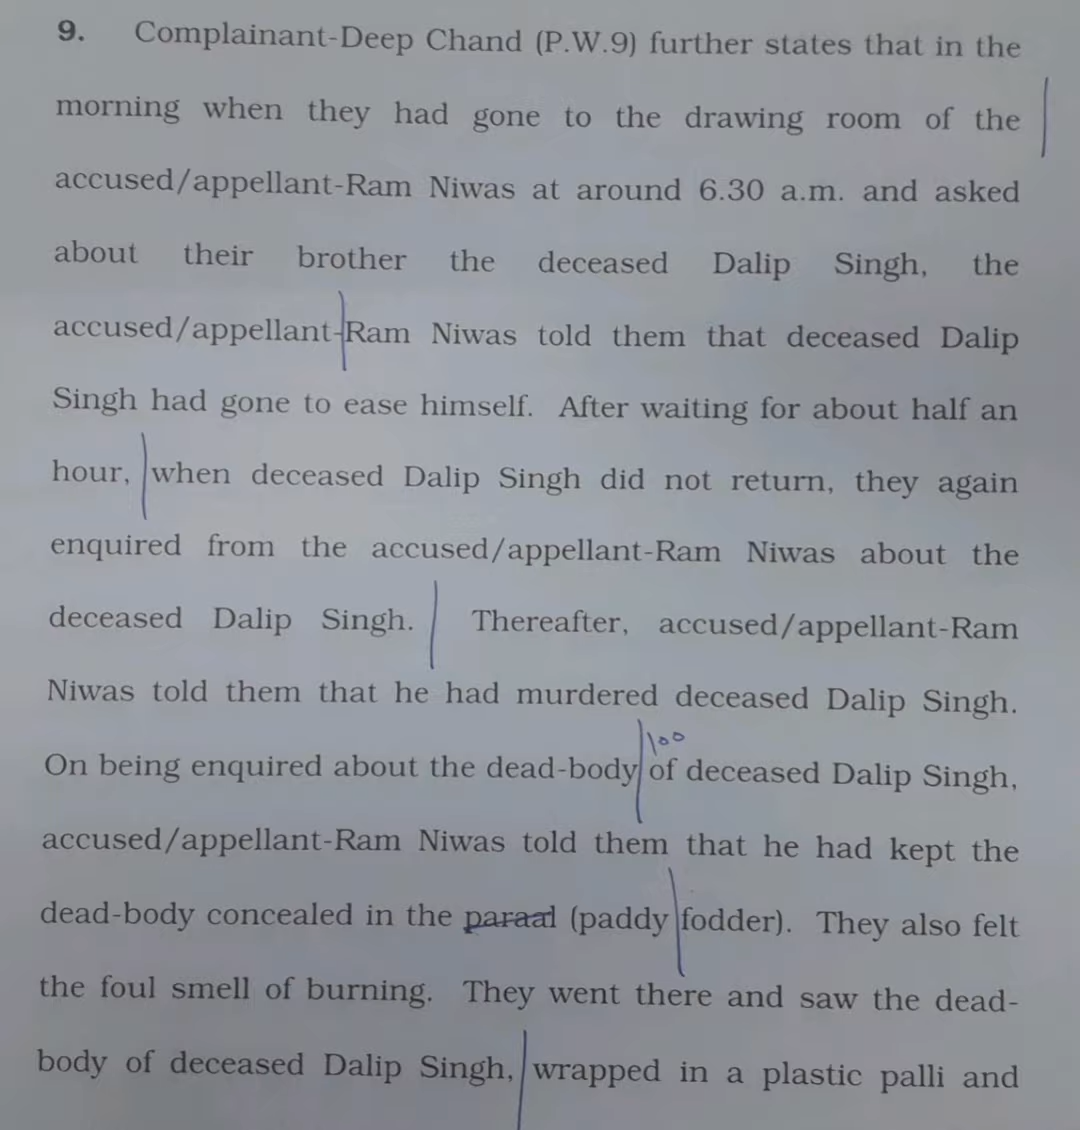 9. Complainant-Deep Chand (P.W.9) further states that in the
morning when they had gone to the drawing room of the
accused/appellant-Ram Niwas at around 6.30 a.m. and asked
about their brother the deceased Dalip Singh, the
accused/appellant-Ram Niwas told them that deceased Dalip
Singh had gone to ease himself. After waiting for about half an
hour, when deceased Dalip Singh did not return, they again
enquired from the accused/appellant-Ram Niwas about the
deceased Dalip Singh. Thereafter, accused/appellant-Ram
Niwas told them that he had murdered deceased Dalip Singh.
100
On being enquired about the dead-body of deceased Dalip Singh,
accused/appellant-Ram Niwas told them that he had kept the
dead-body concealed in the paraal (paddy fodder). They also felt
the foul smell of burning. They went there and saw the dead-
body of deceased Dalip Singh, wrapped in a plastic palli and